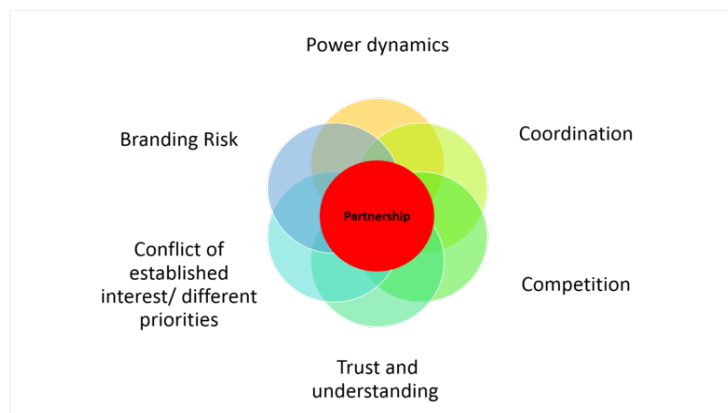 Power dynamics
Branding Risk
Coordination
Partnership
Conflict of
established
interest/ different
priorities
Competition
Trust and
understanding